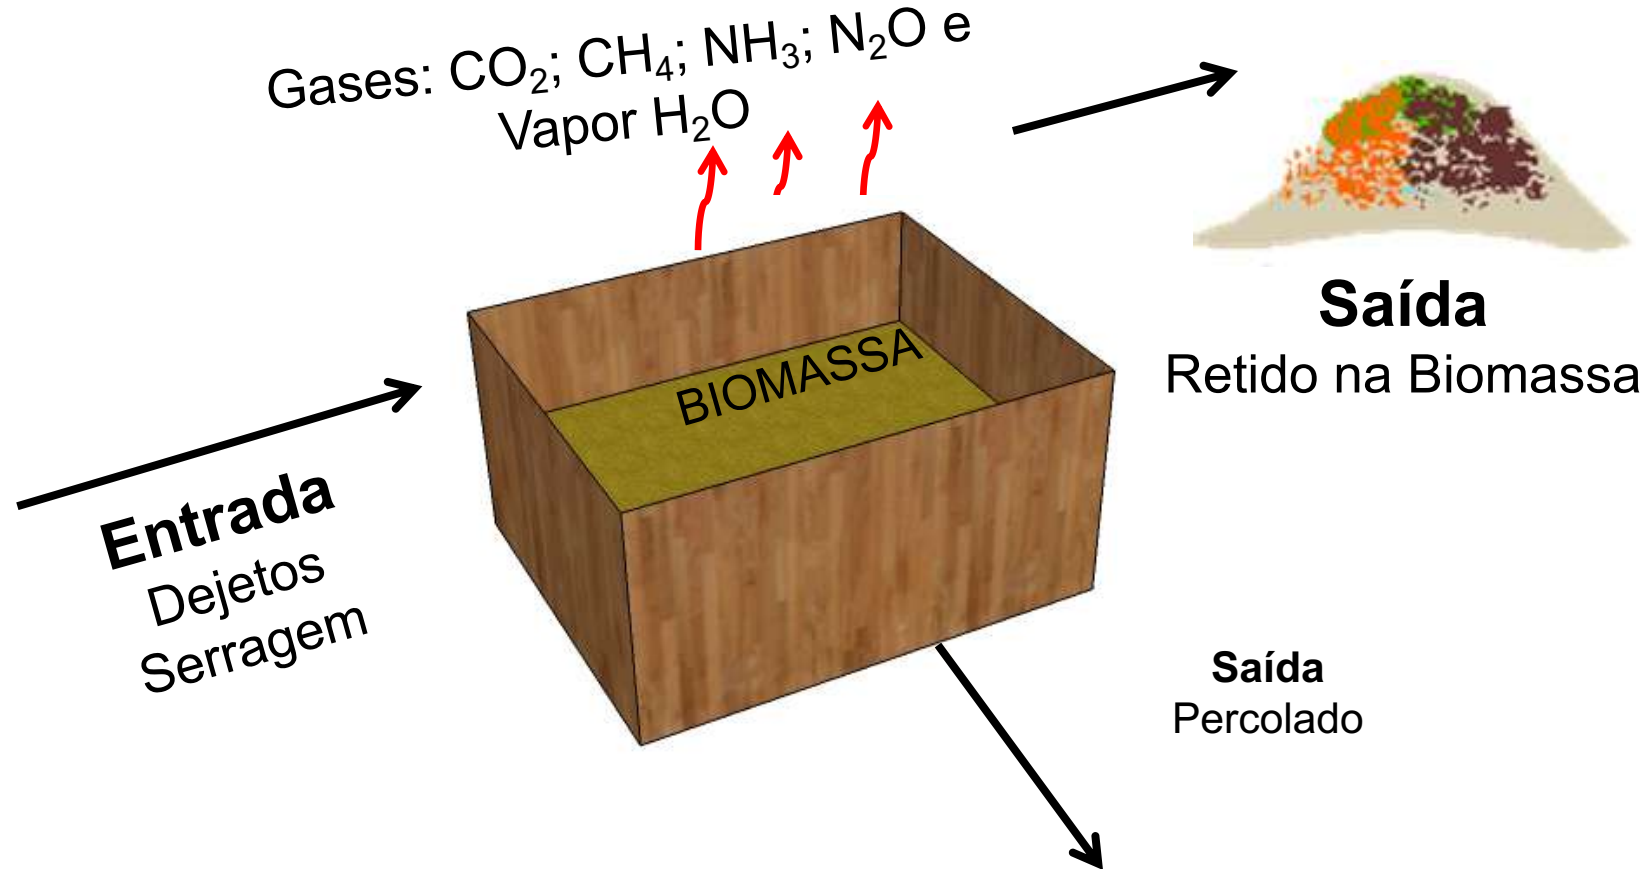 Gases: CO₂; CH₄; NH₃; N₂O e
Vapor H₂O
BIOMASSA
Entrada
Dejetos
Serragem
Saída
Retido na Biomassa
Saída
Percolado